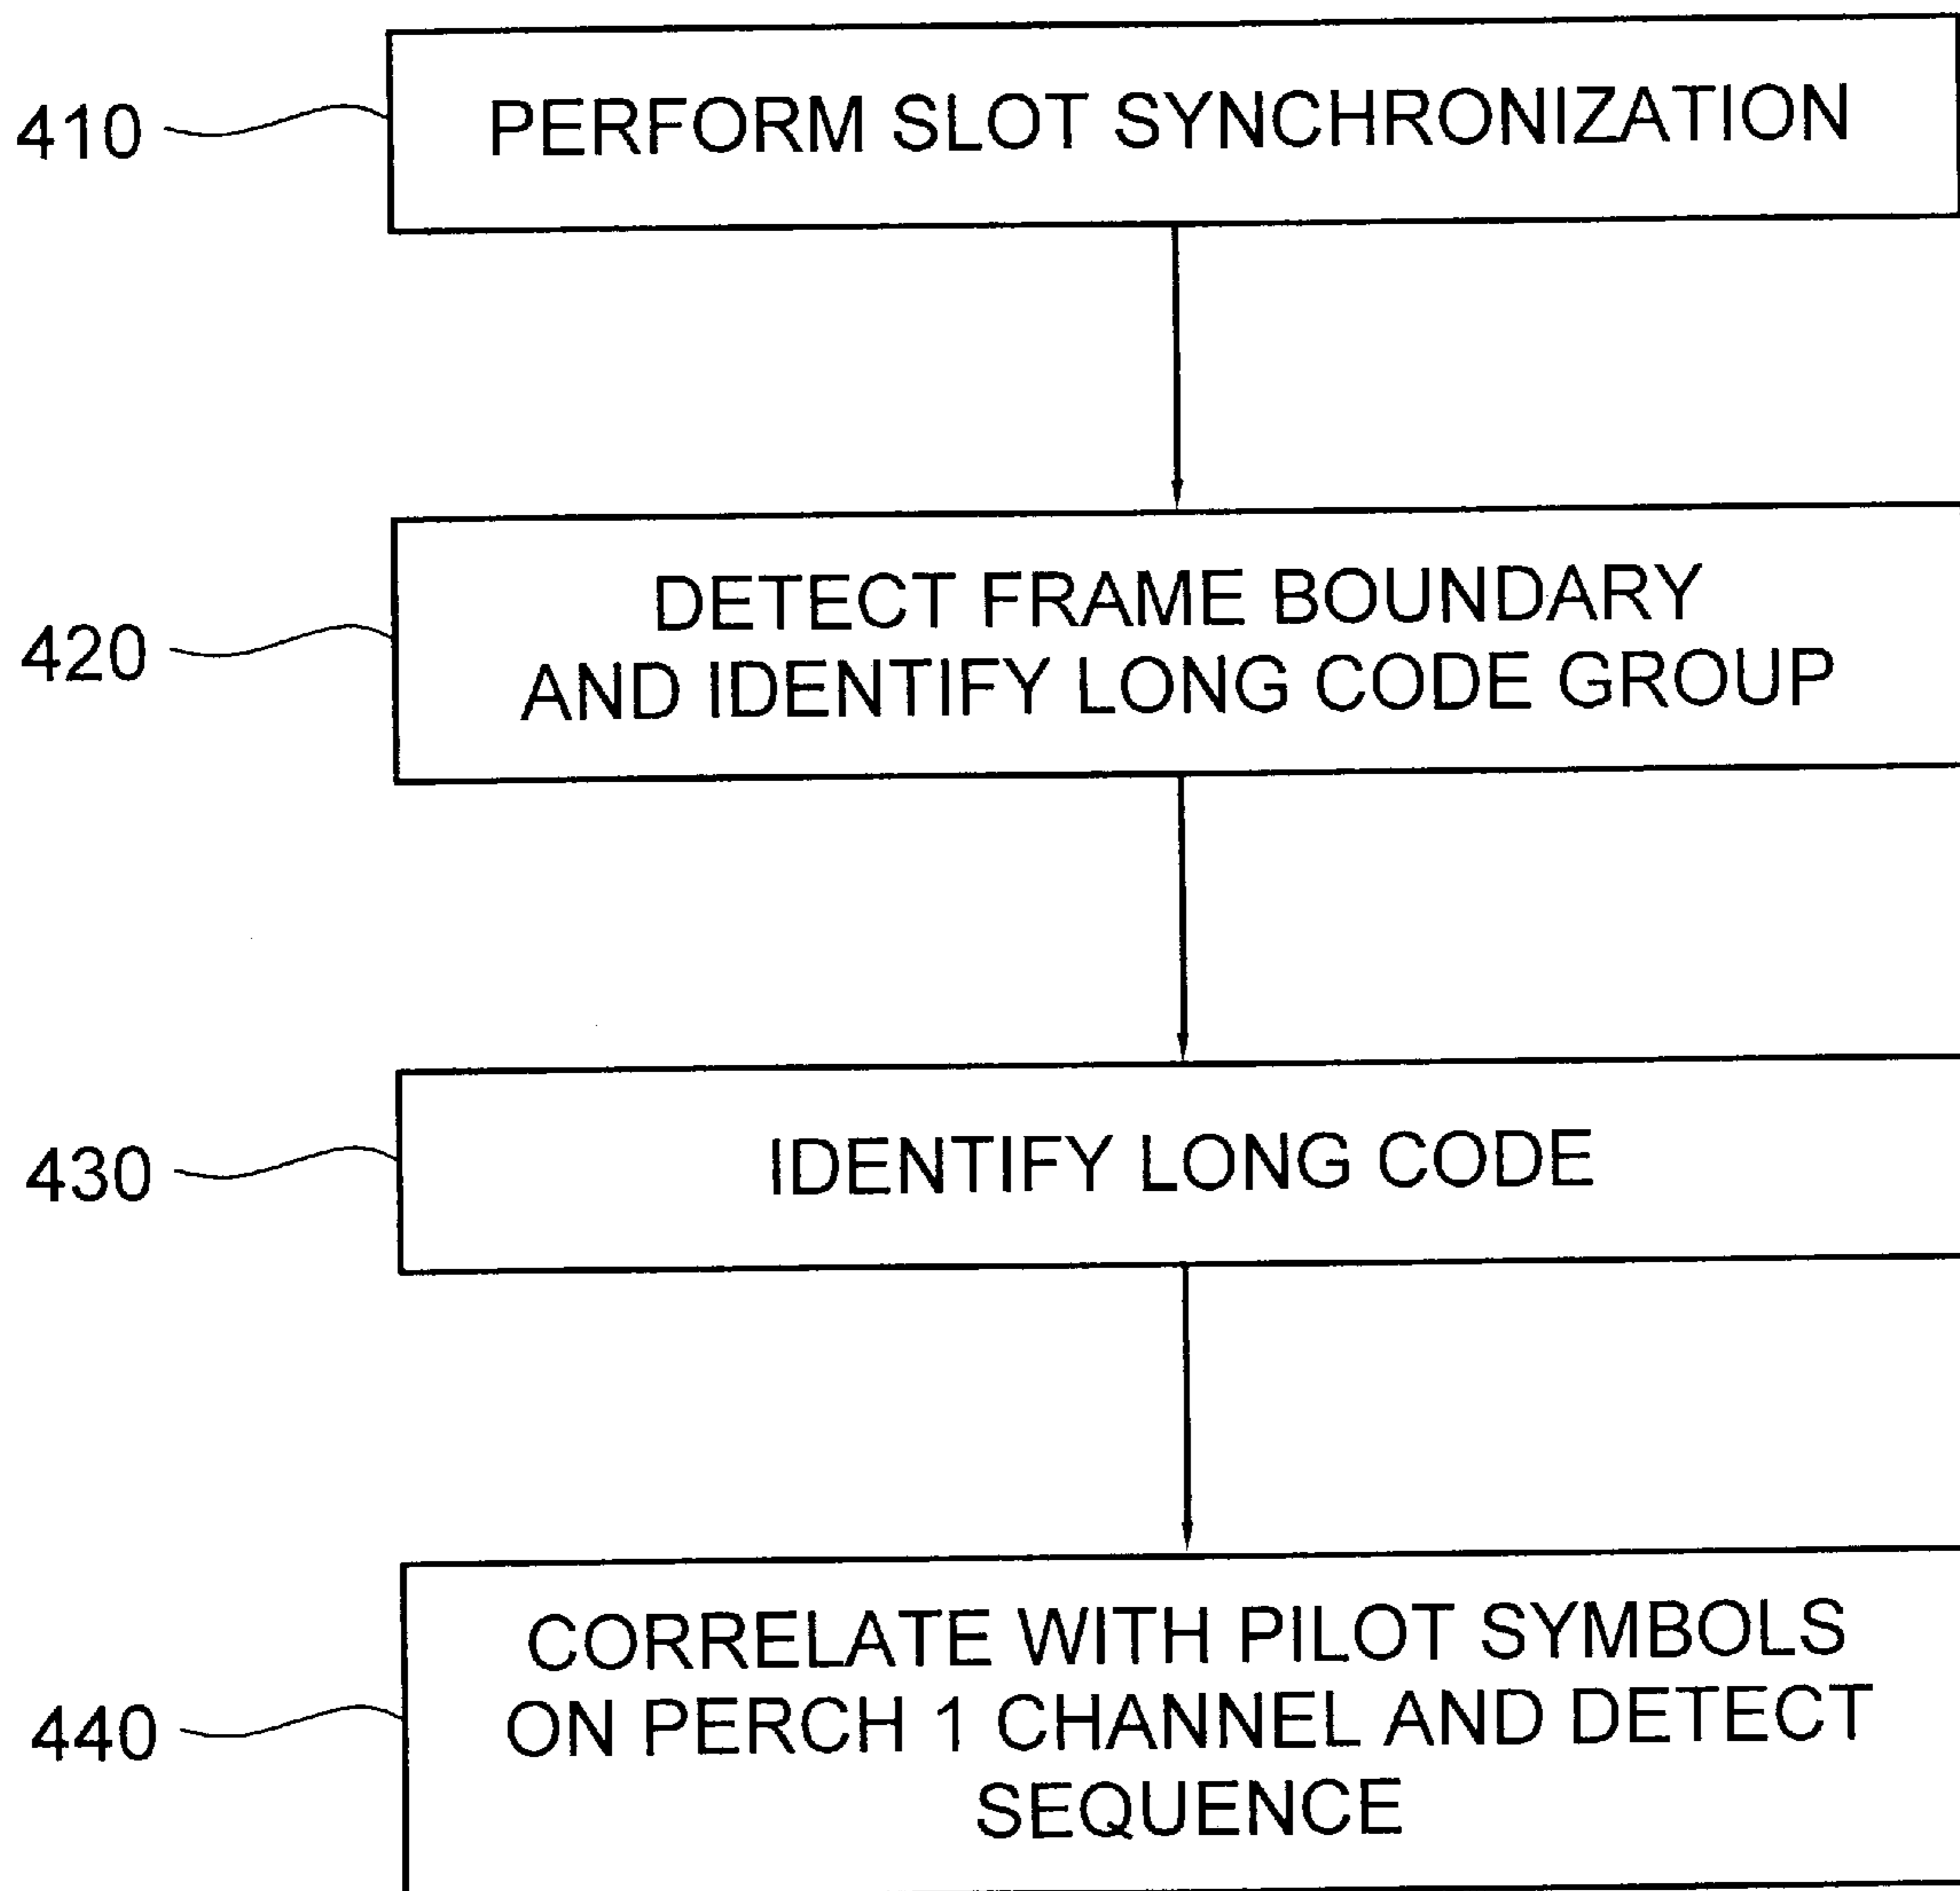 410
PERFORM SLOT SYNCHRONIZATION
420
DETECT FRAME BOUNDARY
AND IDENTIFY LONG CODE GROUP
430
IDENTIFY LONG CODE
440
CORRELATE WITH PILOT SYMBOLS
ON PERCH 1 CHANNEL AND DETECT
SEQUENCE